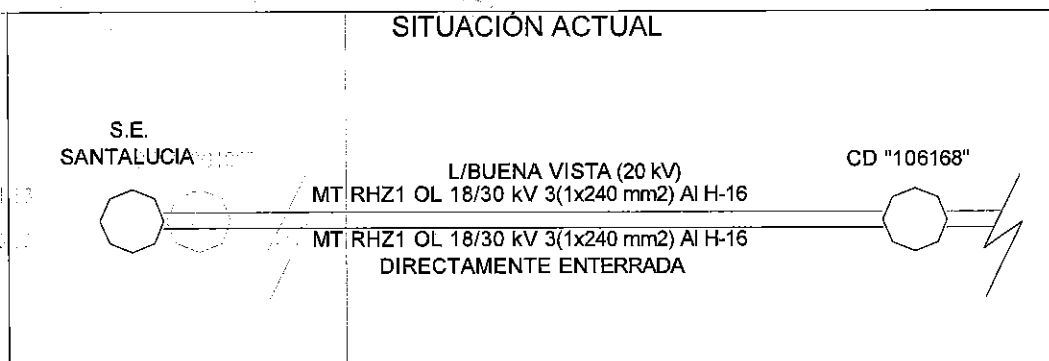 SITUACIÓN ACTUAL
S.E.
SANTALUCIA
L/BUENA VISTA (20 kV)
CD "106168"
MT RHZ1 OL 18/30 kV 3(1x240 mm2) Al H-16
MT RHZ1 OL 18/30 kV 3(1x240 mm2) Al H-16
DIRECTAMENTE ENTERRADA